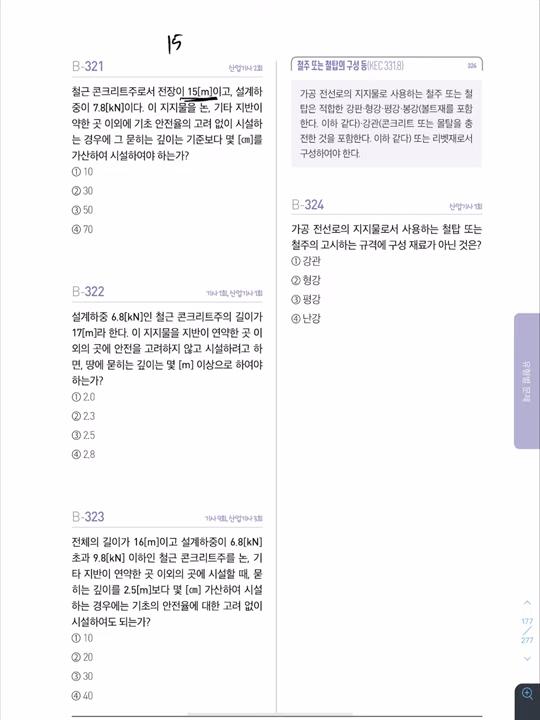 15
B-321
산업기사 2회
철근 콘크리트주로서 전장이 15[m]이고, 설계하
중이 7.8[kN]이다. 이 지지물을 논, 기타 지반이
약한 곳 이외에 기초 안전율의 고려 없이 시설하
는 경우에 그 묻히는 깊이는 기준보다 몇 [㎝]를
가산하여 시설하여야 하는가?
① 10
② 30
③ 50
④ 70
B-322
기사 1회, 산업기사 1회
설계하중 6.8[kN]인 철근 콘크리트주의 길이가
17[m]라 한다. 이 지지물을 지반이 연약한 곳 이
외의 곳에 안전율 고려하지 않고 시설하려고 하
면, 땅에 묻히는 깊이는 몇 [m] 이상으로 하여야
하는가?
① 2.0
② 2.3
③ 2.5
④ 2.8
B-323
기사 9회, 산업기사 3회
전체의 길이가 16[m]이고 설계하중이 6.8[kN]
초과 9.8[kN] 이하인 철근 콘크리트주를 논, 기
타 지반이 연약한 곳 이외의 곳에 시설할 때, 묻
히는 깊이를 2.5[m]보다 몇 [㎝] 가산하여 시설
하는 경우에는 기초의 안전율에 대한 고려 없이
시설하여도 되는가?
① 10
② 20
③ 30
④ 40
철주 또는 철탑의 구성 등(KEC 331.8)
326
가공 전선로의 지지물로 사용하는 철주 또는 철
탑은 적합한 강판·형강·평강·봉강(볼트재를 포함
한다. 이하 같다)·강관(콘크리트 또는 몰탈을 충
전한 것을 포함한다. 이하 같다) 또는 리벳재로서
구성하여야 한다.
B-324
산업기사 1회
가공 전선로의 지지물로서 사용하는 철탑 또는
철주의 고시하는 규격에 구성 재료가 아닌 것은?
① 강관
② 형강
③ 평강
④ 난강
유형별 문제
177
277